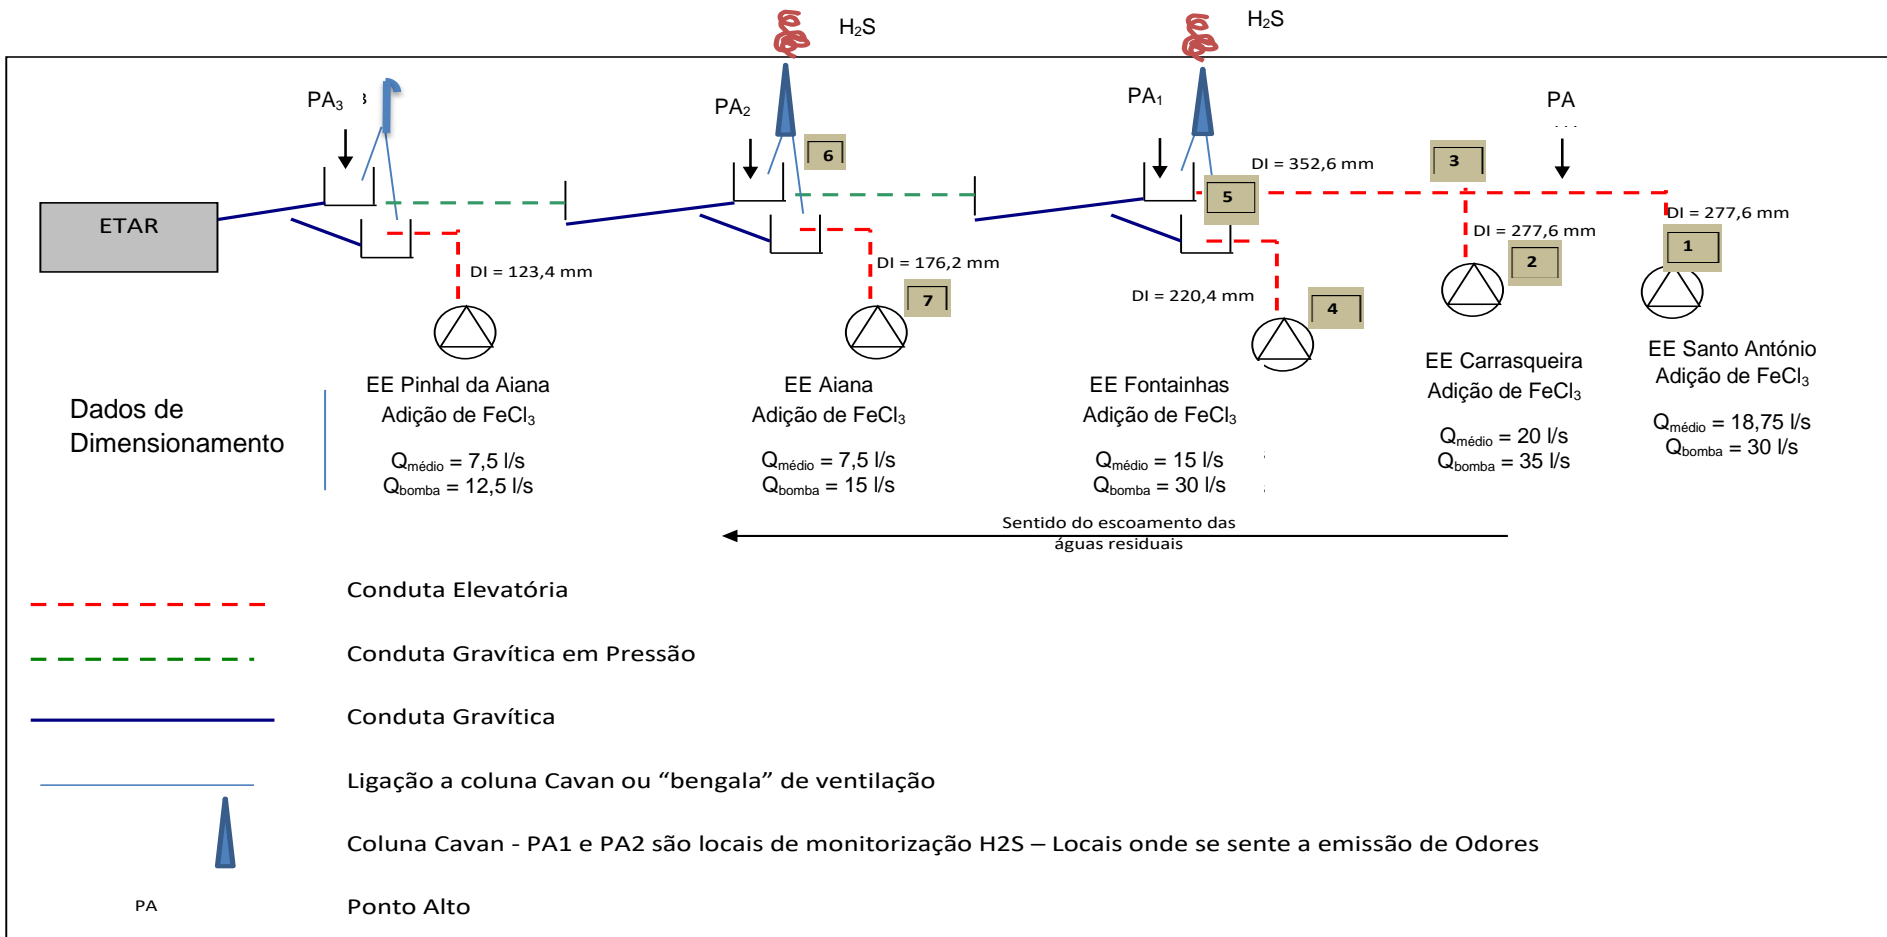 H₂S
H₂S
PA₃
PA₂
PA₁
PA
6
3
DI = 352,6 mm
5
ETAR
DI = 277,6 mm
DI = 277,6 mm
1
2
DI = 123,4 mm
DI = 176,2 mm
7
DI = 220,4 mm
4
EE Pinhal da Aiana
Adição de FeCl₃
Qmédio = 7,5 l/s
Qbomba = 12,5 l/s
EE Aiana
Adição de FeCl₃
Qmédio = 7,5 l/s
Qbomba = 15 l/s
EE Fontainhas
Adição de FeCl₃
Qmédio = 15 l/s
Qbomba = 30 l/s
EE Carrasqueira
Adição de FeCl₃
Qmédio = 20 l/s
Qbomba = 35 l/s
EE Santo António
Adição de FeCl₃
Qmédio = 18,75 l/s
Qbomba = 30 l/s
Dados de
Dimensionamento
Sentido do escoamento das
águas residuais
Conduta Elevatória
Conduta Gravítica em Pressão
Conduta Gravítica
Ligação a coluna Cavan ou “bengala” de ventilação
Coluna Cavan - PA1 e PA2 são locais de monitorização H2S – Locais onde se sente a emissão de Odores
PA
Ponto Alto